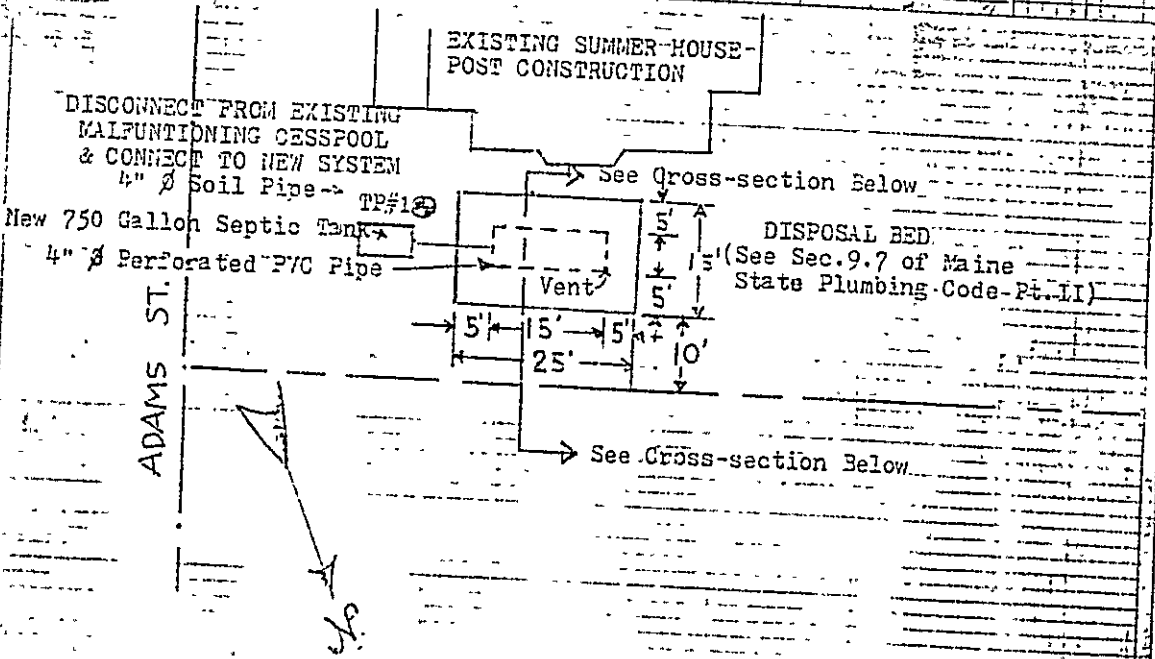 EXISTING SUMMER-HOUSE-
POST CONSTRUCTION
DISCONNECT FROM EXISTING
MALFUNTIONING CESSPOOL
& CONNECT TO NEW SYSTEM
4" Ø Soil Pipe
TP#1
New 750 Gallon Septic Tank
4" Ø Perforated PVC Pipe
See Cross-section Below
DISPOSAL BED
(See Sec.9.7 of Maine
State Plumbing Code-Pt.II)
Vent
5'
5'
5'
15'
5'
25'
10'
ADAMS ST.
See Cross-section Below